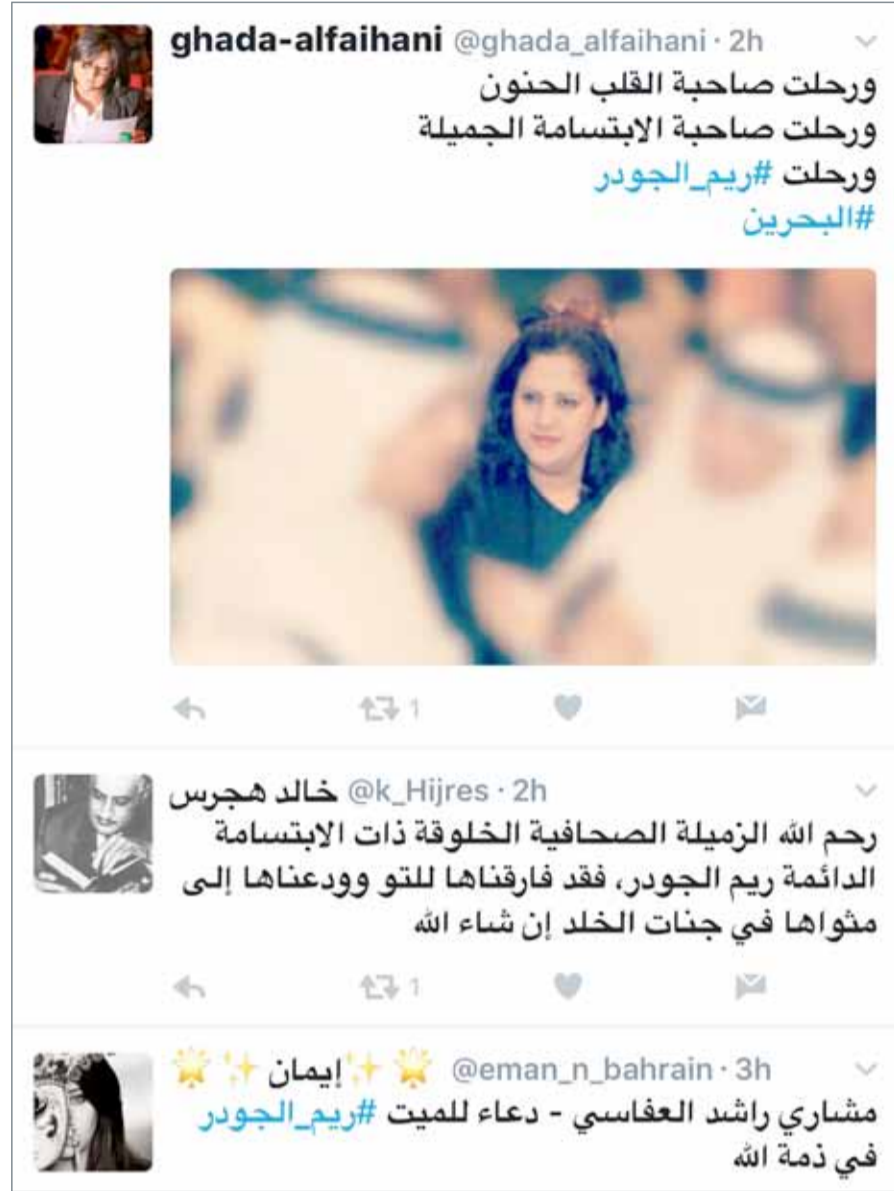 ghada-alfaihani @ghada_alfaihani · 2h
ورحلت صاحبة القلب الحنون
ورحلت صاحبة الابتسامة الجميلة
ورحلت #ريم_الجودر
#البحرين
1
خالد هجرس @k_Hijres · 2h
رحم الله الزميلة الصحافية الخلوقة ذات الابتسامة
الدائمة ريم الجودر، فقد فارقناها للتو وودعناها إلى
مثواها في جنات الخلد إن شاء الله
1
🌟 ✨إيمان ✨ 🌟 @eman_n_bahrain · 3h
مشاري راشد العفاسي - دعاء للميت #ريم_الجودر
في ذمة الله